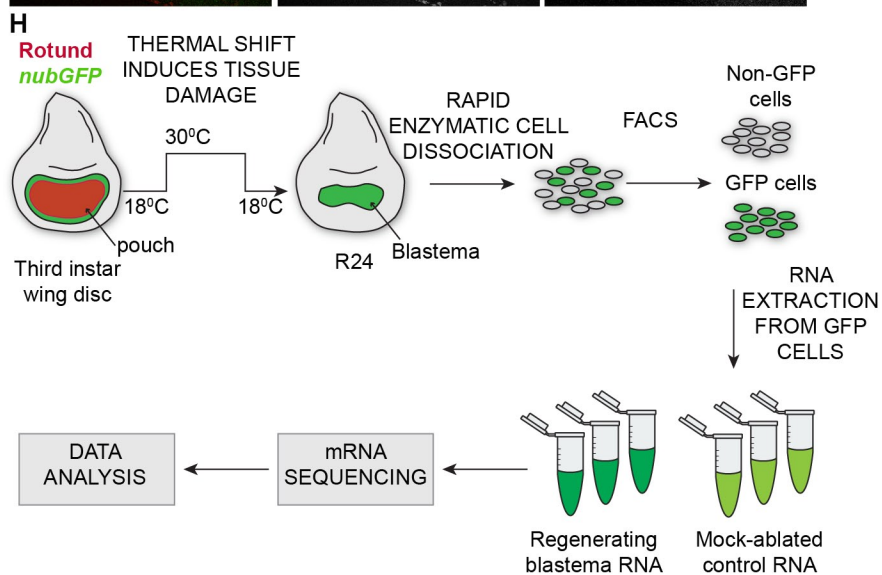 H
Rotund
nubGFP
THERMAL SHIFT
INDUCES TISSUE
DAMAGE
30⁰C
18⁰C
18⁰C
pouch
Third instar
wing disc
R24
Blastema
RAPID
ENZYMATIC CELL
DISSOCIATION
FACS
Non-GFP
cells
GFP cells
RNA
EXTRACTION
FROM GFP
CELLS
Regenerating
blastema RNA
Mock-ablated
control RNA
mRNA
SEQUENCING
DATA
ANALYSIS